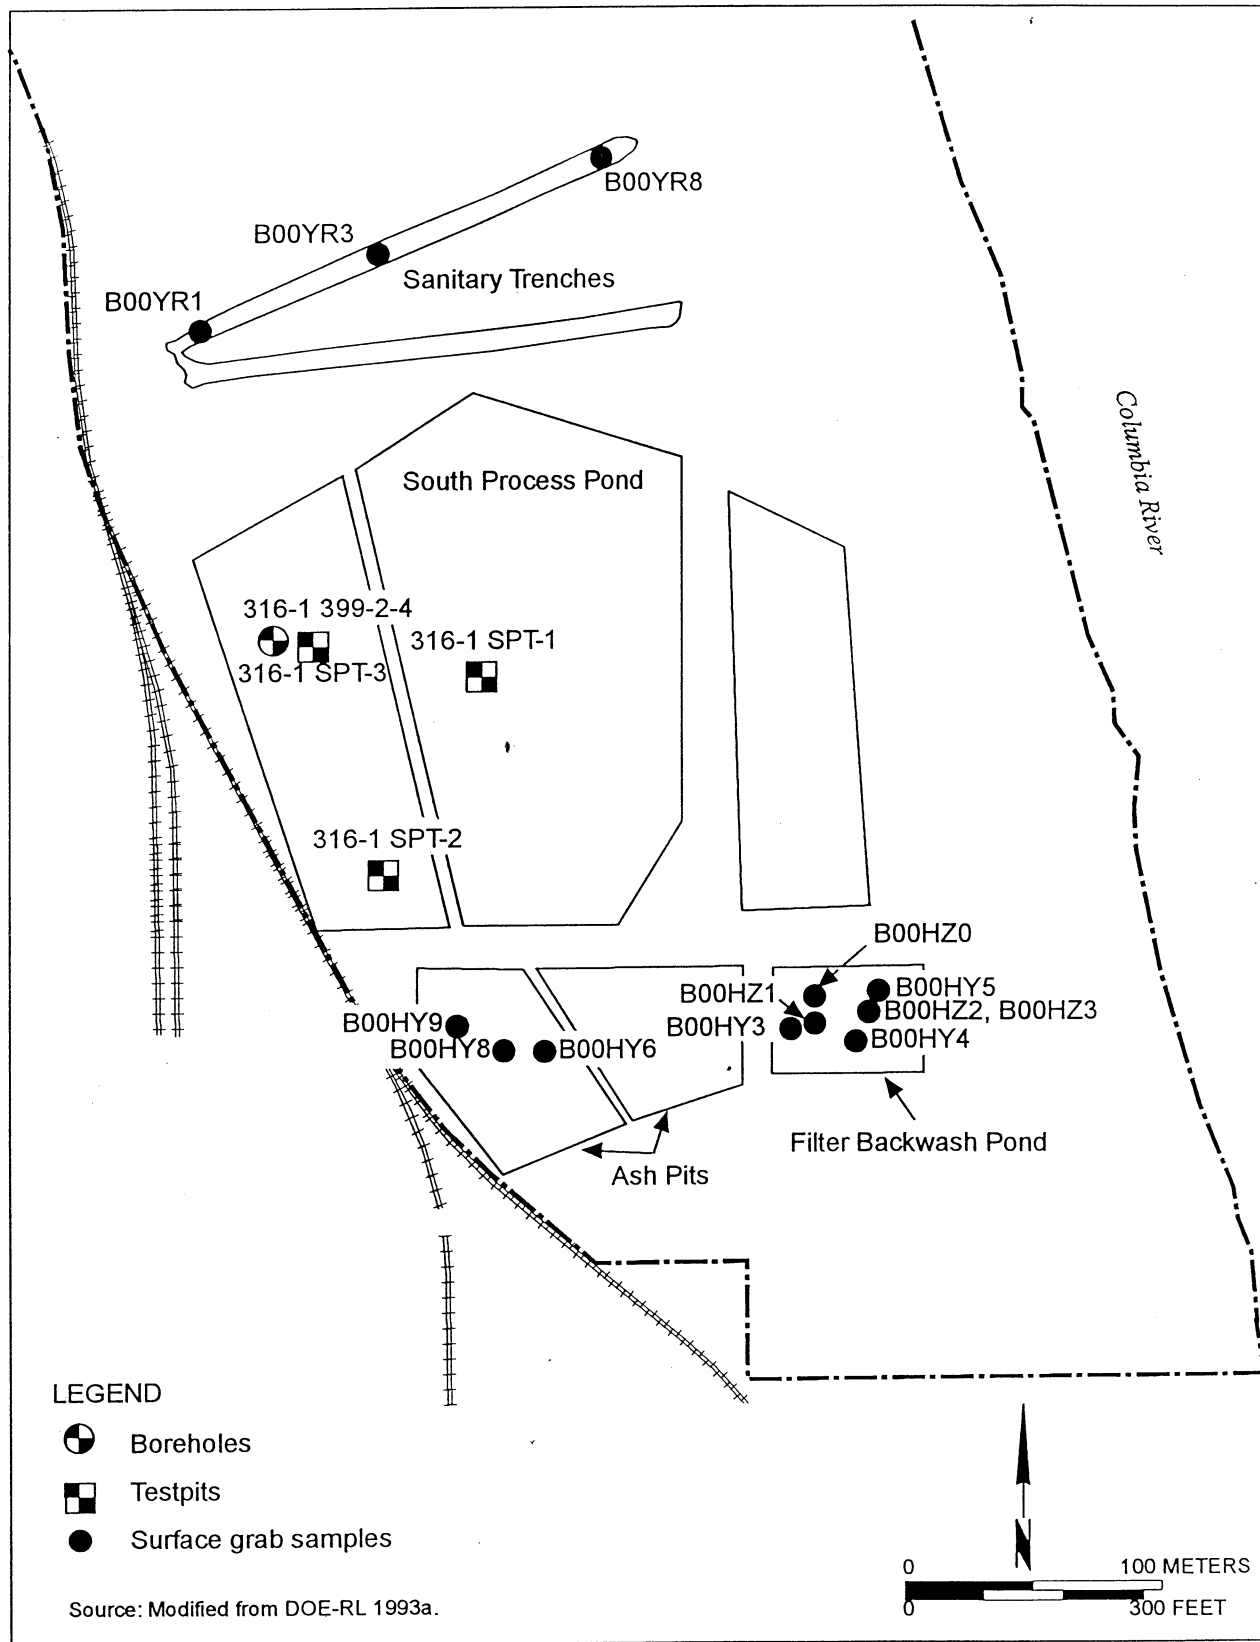 B00YR8
B00YR3
Sanitary Trenches
B00YR1
Columbia River
South Process Pond
316-1 399-2-4
316-1 SPT-1
316-1 SPT-3
316-1 SPT-2
B00HZ0
B00HZ1
B00HY5
B00HZ2, B00HZ3
B00HY9
B00HY3
B00HY4
B00HY8
B00HY6
Filter Backwash Pond
Ash Pits
LEGEND
Boreholes
Testpits
Surface grab samples
N
0 100 METERS
0 300 FEET
Source: Modified from DOE-RL 1993a.